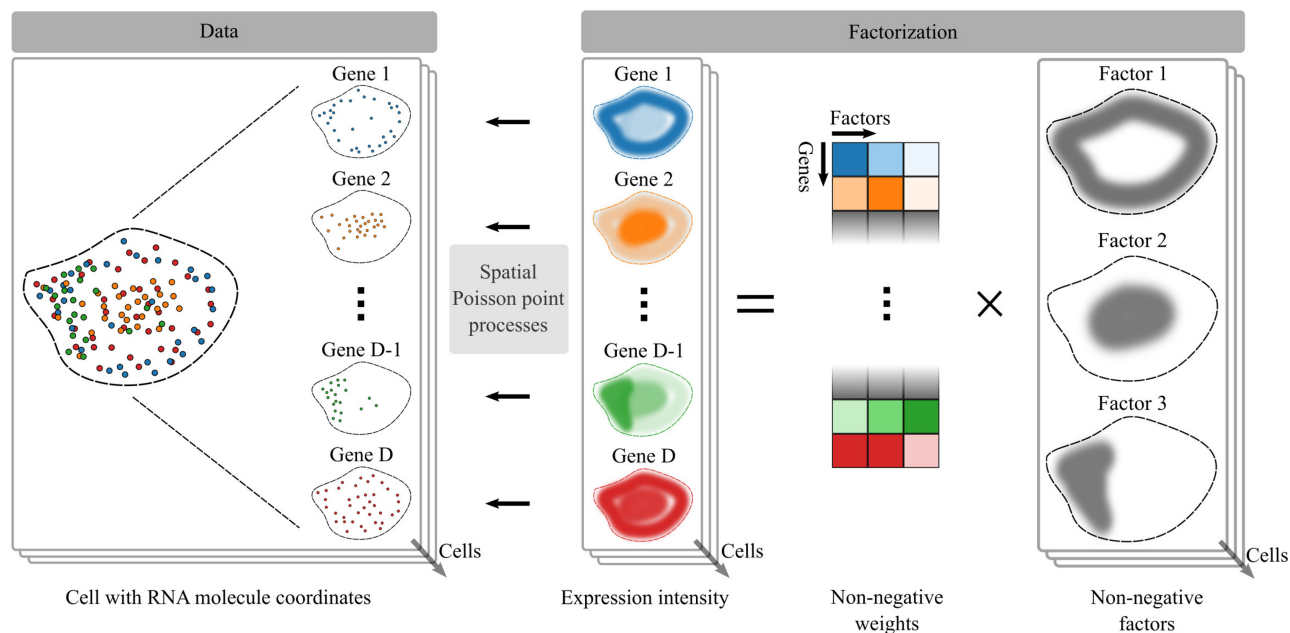 Data
Factorization
Gene 1
Gene 2
Gene D-1
Gene D
Cells
Cell with RNA molecule coordinates
Spatial
Poisson point
processes
Gene 1
Gene 2
Gene D-1
Gene D
Cells
Expression intensity
=
Factors
Genes
Non-negative
weights
×
Factor 1
Factor 2
Factor 3
Cells
Non-negative
factors